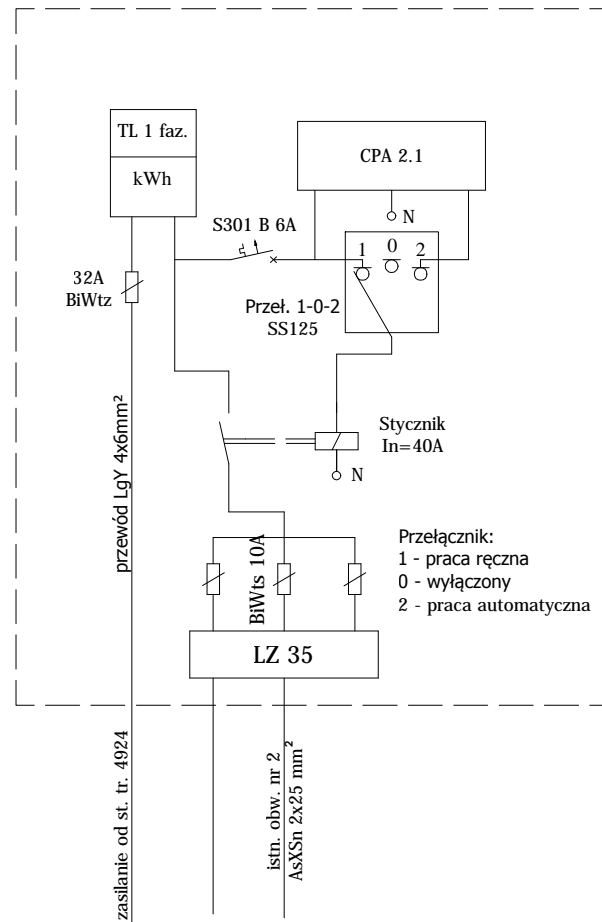 TL 1 faz.
kWh
CPA 2.1
N
S301 B 6A
1 0 2
32A
BiWtz
Przeł. 1-0-2
SS125
Stycznik
In=40A
N
przewód LgY 4x6mm²
BiWts 10A
Przełącznik:
1 - praca ręczna
0 - wyłączony
2 - praca automatyczna
LZ 35
zasilanie od st. tr. 4924
istn. obw. nr 2
AsXSn 2x25 mm²